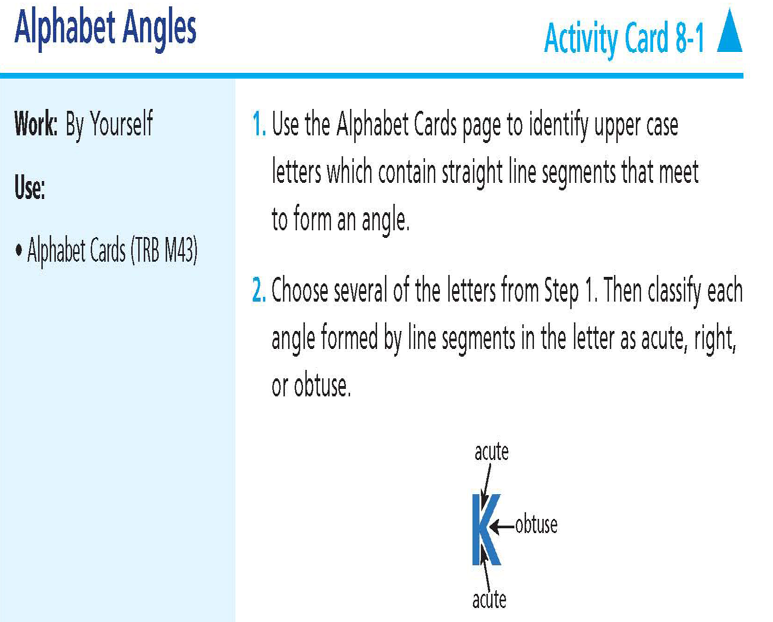 Alphabet Angles
Activity Card 8-1
Work: By Yourself
Use:
• Alphabet Cards (TRB M43)
1. Use the Alphabet Cards page to identify upper case
letters which contain straight line segments that meet
to form an angle.
2. Choose several of the letters from Step 1. Then classify each
angle formed by line segments in the letter as acute, right,
or obtuse.
acute
K
obtuse
acute